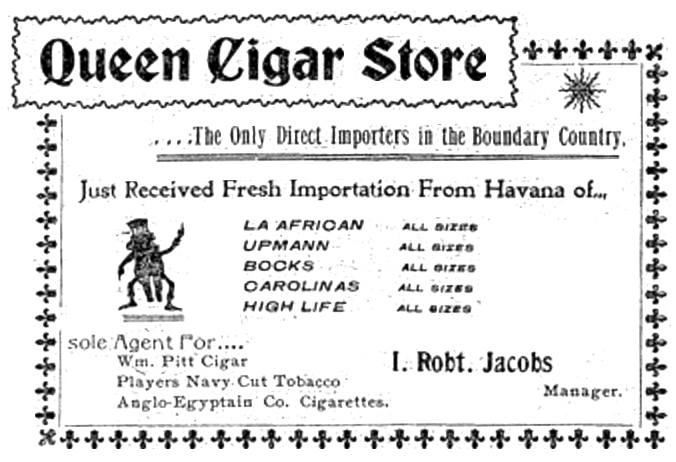 Queen Cigar Store
....The Only Direct Importers in the Boundary Country.
Just Received Fresh Importation From Havana of...
LA AFRICAN ALL SIZES
UPMANN ALL SIZES
BOCKS ALL SIZES
CAROLINAS ALL SIZES
HIGH LIFE ALL SIZES
sole Agent For....
Wm. Pitt Cigar
Players Navy Cut Tobacco
Anglo-Egyptain Co. Cigarettes.
I. Robt. Jacobs
Manager.